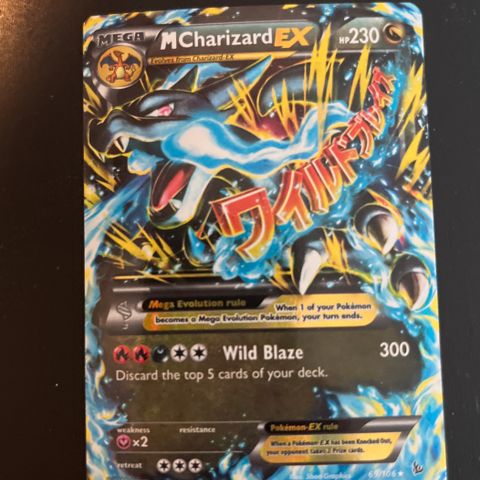 MEGA
M Charizard EX HP230
Evolves from Charizard-EX
ワイルドブレイズ
Mega Evolution rule
When 1 of your Pokémon
becomes a Mega Evolution Pokémon, your turn ends.
Wild Blaze 300
Discard the top 5 cards of your deck.
weakness resistance
×2
Pokémon-EX rule
When a Pokémon-EX has been Knocked Out,
your opponent takes 2 Prize cards.
retreat
69/106